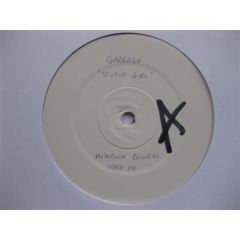 GARBAGE
"STUPID GIRL"
A
MUSHROOM RECORDS